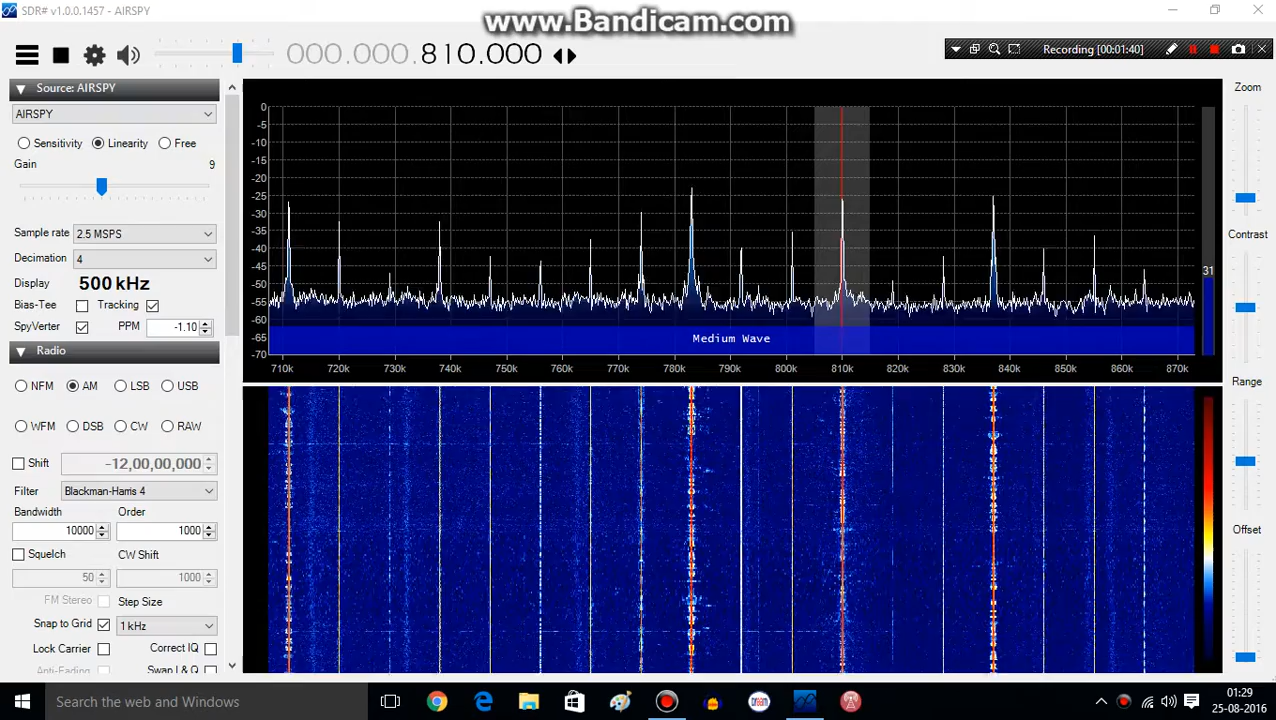 SDR# v1.0.0.1457 - AIRSPY
www.Bandicam.com
000.000.810.000
Recording [00:01:40]
Source: AIRSPY
AIRSPY
Sensitivity Linearity Free
Gain 9
Sample rate 2.5 MSPS
Decimation 4
Display 500 kHz
Bias-Tee Tracking
SpyVerter PPM -1.10
Radio
NFM AM LSB USB
WFM DSB CW RAW
Shift -12,00,00,000
Filter Blackman-Harris 4
Bandwidth Order
10000 1000
Squelch CW Shift
50 1000
FM Stereo Step Size
Snap to Grid 1 kHz
Lock Carrier Correct IQ
Anti-Fading Swap I & Q
0
-5
-10
-15
-20
-25
-30
-35
-40
-45
-50
-55
-60
-65
-70
Medium Wave
710k 720k 730k 740k 750k 760k 770k 780k 790k 800k 810k 820k 830k 840k 850k 860k 870k
31
Zoom
Contrast
Range
Offset
Search the web and Windows
01:29
25-08-2016